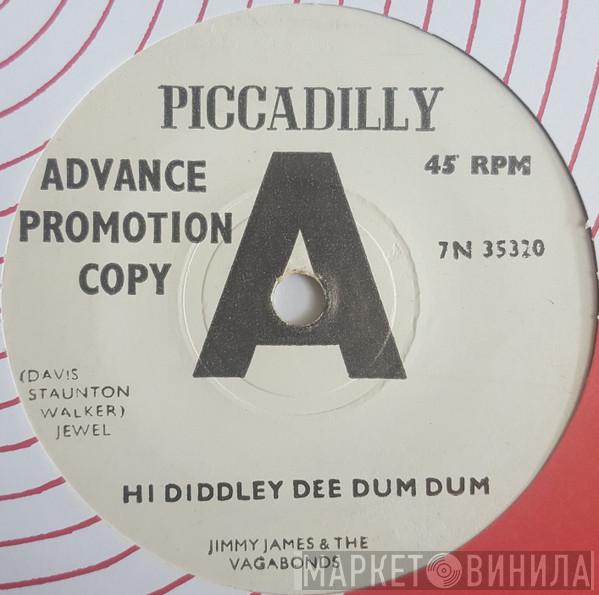 PICCADILLY
ADVANCE
PROMOTION
COPY
A
45 RPM
7N 35320
(DAVIS
STAUNTON
WALKER)
JEWEL
HI DIDDLEY DEE DUM DUM
JIMMY JAMES & THE
VAGABONDS
МАРКЕТ ВИНИЛА